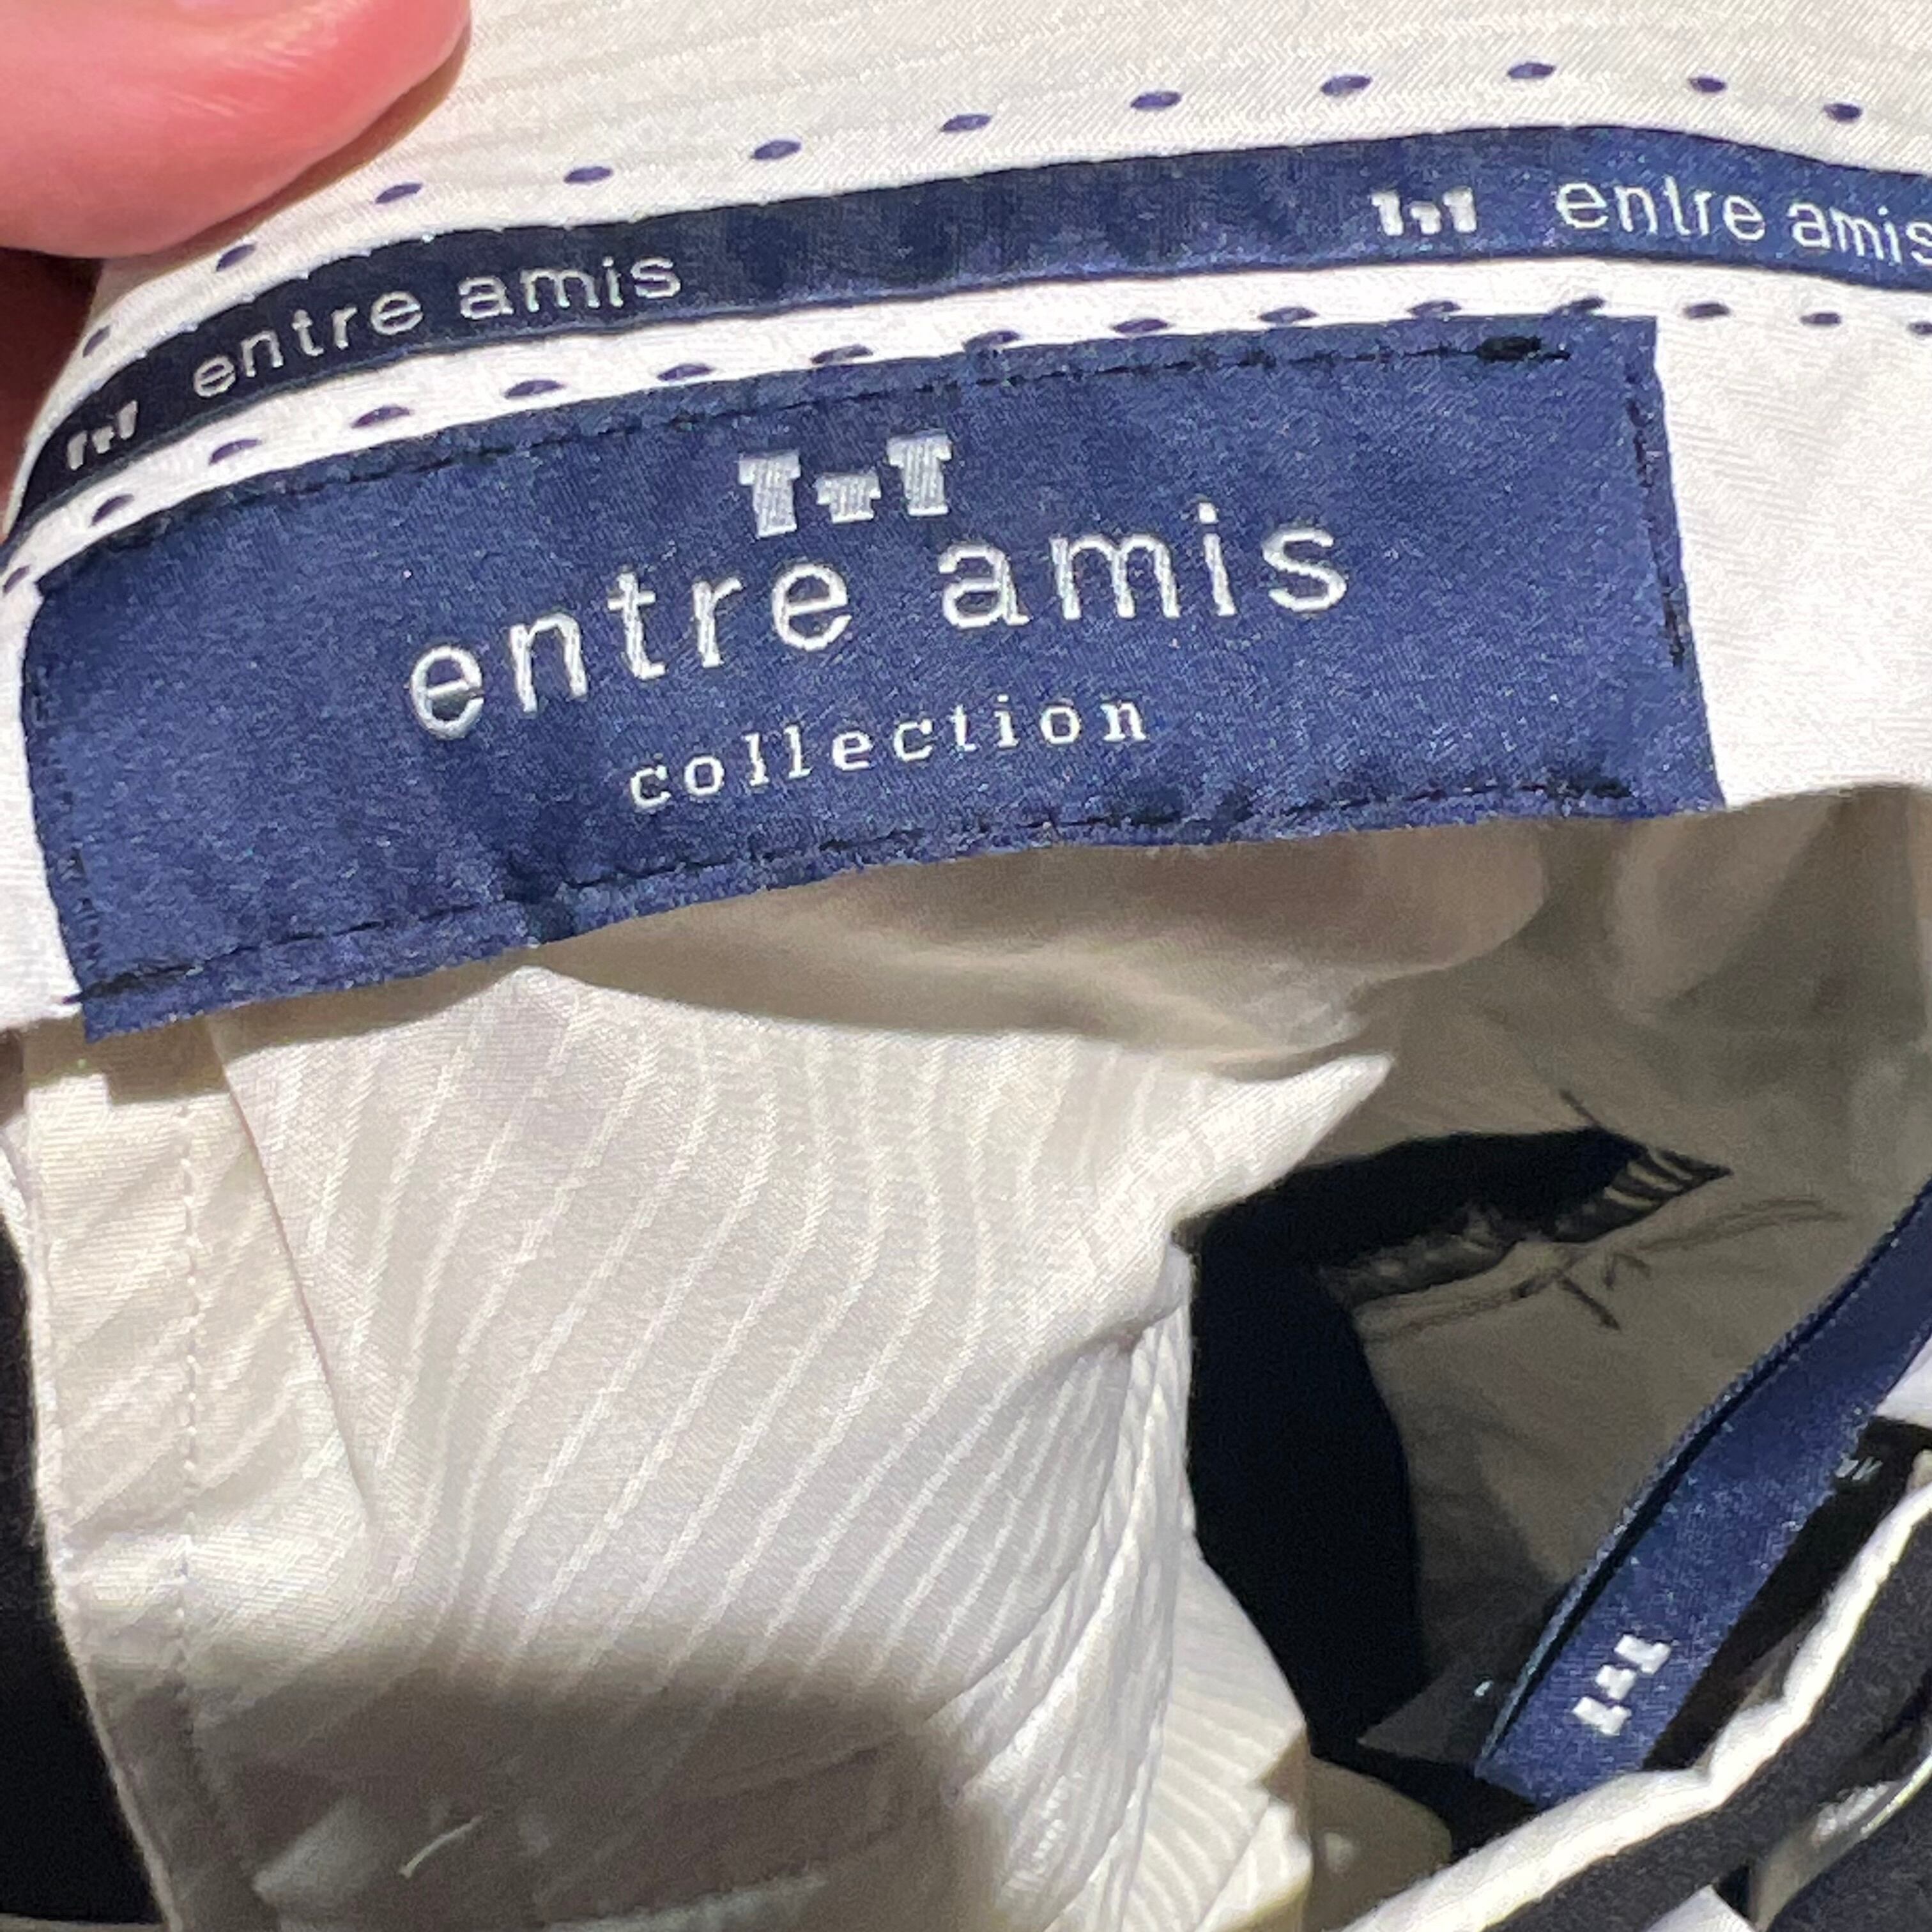 entre amis entre amis
entre amis
collection